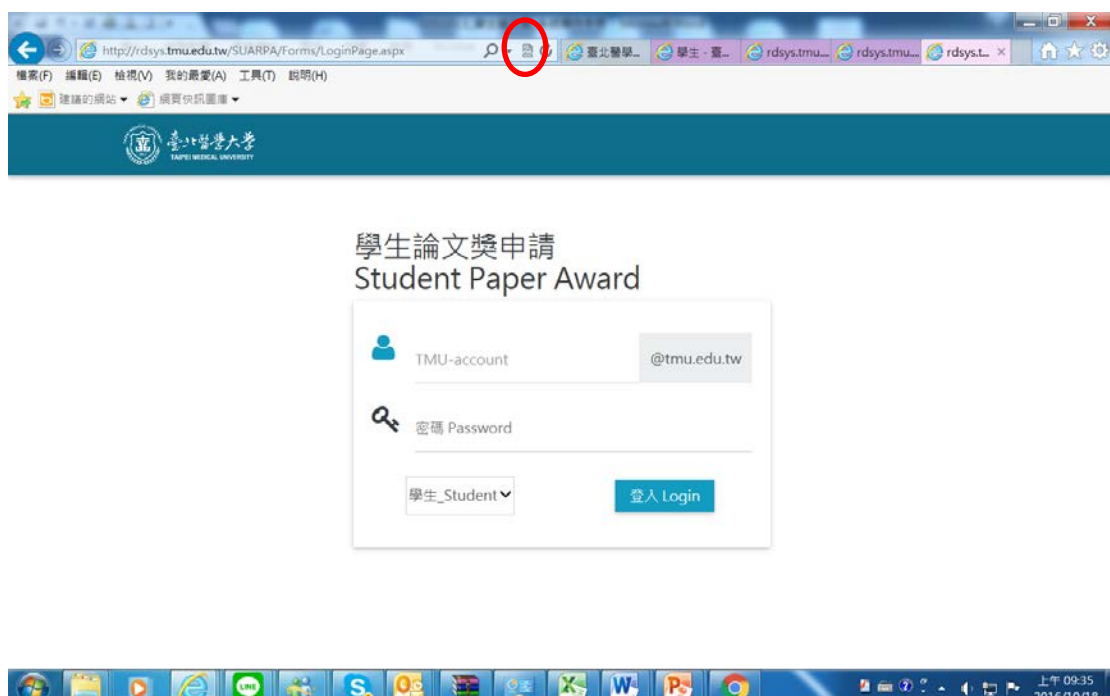 http://rdsys.tmu.edu.tw/SUARPA/Forms/LoginPage.aspx
臺北醫學...
學生 - 臺...
rdsys.tmu...
rdsys.tmu...
rdsys.t...
檔案(F) 編輯(E) 檢視(V) 我的最愛(A) 工具(T) 說明(H)
建議的網站 網頁快訊圖庫
臺北醫學大學
TAIPEI MEDICAL UNIVERSITY
學生論文獎申請
Student Paper Award
TMU-account @tmu.edu.tw
密碼 Password
學生_Student 登入 Login
上午 09:35